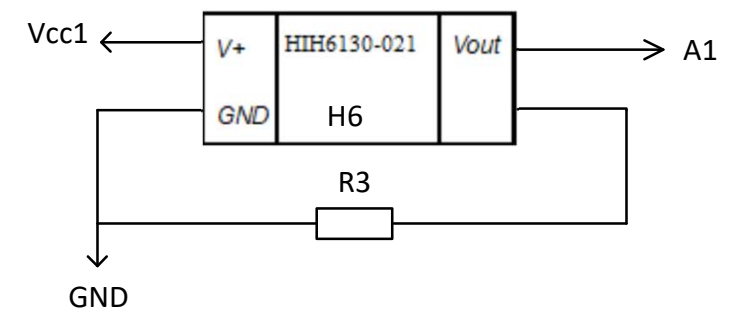 Vcc1
V+
HIH6130-021
Vout
A1
GND
H6
R3
GND